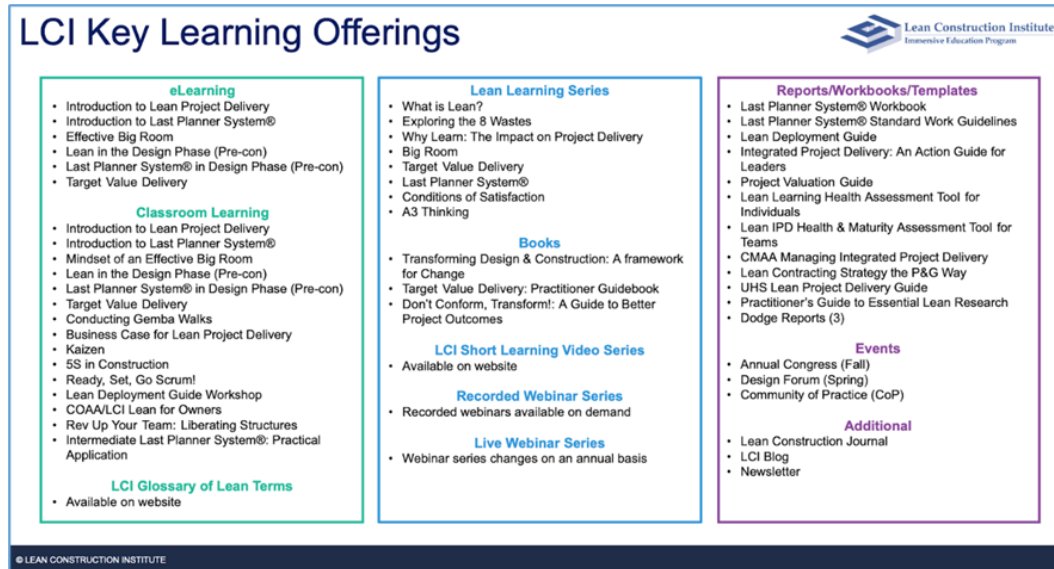 LCI Key Learning Offerings
Lean Construction Institute
Immersive Education Program
eLearning
• Introduction to Lean Project Delivery
• Introduction to Last Planner System®
• Effective Big Room
• Lean in the Design Phase (Pre-con)
• Last Planner System® in Design Phase (Pre-con)
• Target Value Delivery
Classroom Learning
• Introduction to Lean Project Delivery
• Introduction to Last Planner System®
• Mindset of an Effective Big Room
• Lean in the Design Phase (Pre-con)
• Last Planner System® in Design Phase (Pre-con)
• Target Value Delivery
• Conducting Gemba Walks
• Business Case for Lean Project Delivery
• Kaizen
• 5S in Construction
• Ready, Set, Go Scrum!
• Lean Deployment Guide Workshop
• COAA/LCI Lean for Owners
• Rev Up Your Team: Liberating Structures
• Intermediate Last Planner System®: Practical
Application
LCI Glossary of Lean Terms
• Available on website
Lean Learning Series
• What is Lean?
• Exploring the 8 Wastes
• Why Learn: The Impact on Project Delivery
• Big Room
• Target Value Delivery
• Last Planner System®
• Conditions of Satisfaction
• A3 Thinking
Books
• Transforming Design & Construction: A framework
for Change
• Target Value Delivery: Practitioner Guidebook
• Don't Conform, Transform!: A Guide to Better
Project Outcomes
LCI Short Learning Video Series
• Available on website
Recorded Webinar Series
• Recorded webinars available on demand
Live Webinar Series
• Webinar series changes on an annual basis
Reports/Workbooks/Templates
• Last Planner System® Workbook
• Last Planner System® Standard Work Guidelines
• Lean Deployment Guide
• Integrated Project Delivery: An Action Guide for
Leaders
• Project Valuation Guide
• Lean Learning Health Assessment Tool for
Individuals
• Lean IPD Health & Maturity Assessment Tool for
Teams
• CMAA Managing Integrated Project Delivery
• Lean Contracting Strategy the P&G Way
• UHS Lean Project Delivery Guide
• Practitioner's Guide to Essential Lean Research
• Dodge Reports (3)
Events
• Annual Congress (Fall)
• Design Forum (Spring)
• Community of Practice (CoP)
Additional
• Lean Construction Journal
• LCI Blog
• Newsletter
© LEAN CONSTRUCTION INSTITUTE